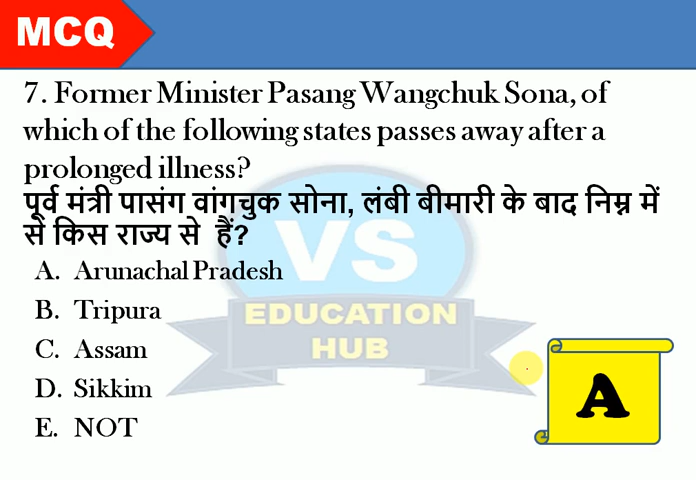 MCQ
7. Former Minister Pasang Wangchuk Sona, of
which of the following states passes away after a
prolonged illness?
पूर्व मंत्री पासंग वांगचुक सोना, लंबी बीमारी के बाद निम्न में
से किस राज्य से हैं?
A. Arunachal Pradesh
B. Tripura
C. Assam
D. Sikkim
E. NOT
VS
EDUCATION
HUB
A